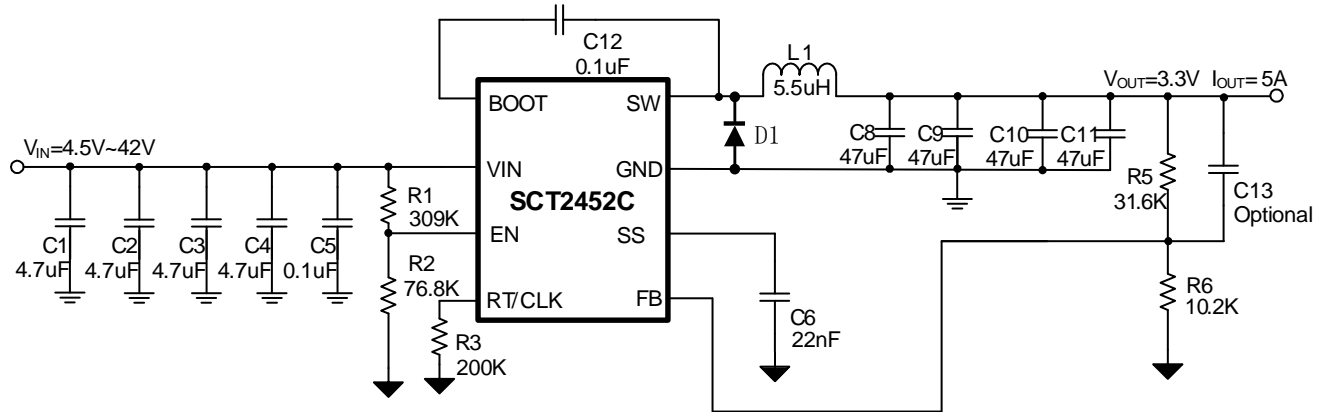 C12
0.1uF
L1
5.5uH
VOUT=3.3V IOUT= 5A
BOOT
SW
D1
C8
47uF
C9
47uF
C10
47uF
C11
47uF
VIN=4.5V~42V
VIN
GND
SCT2452C
R1
309K
R5
31.6K
C13
Optional
EN
SS
C1
4.7uF
C2
4.7uF
C3
4.7uF
C4
4.7uF
C5
0.1uF
R2
76.8K
RT/CLK
FB
R3
200K
C6
22nF
R6
10.2K